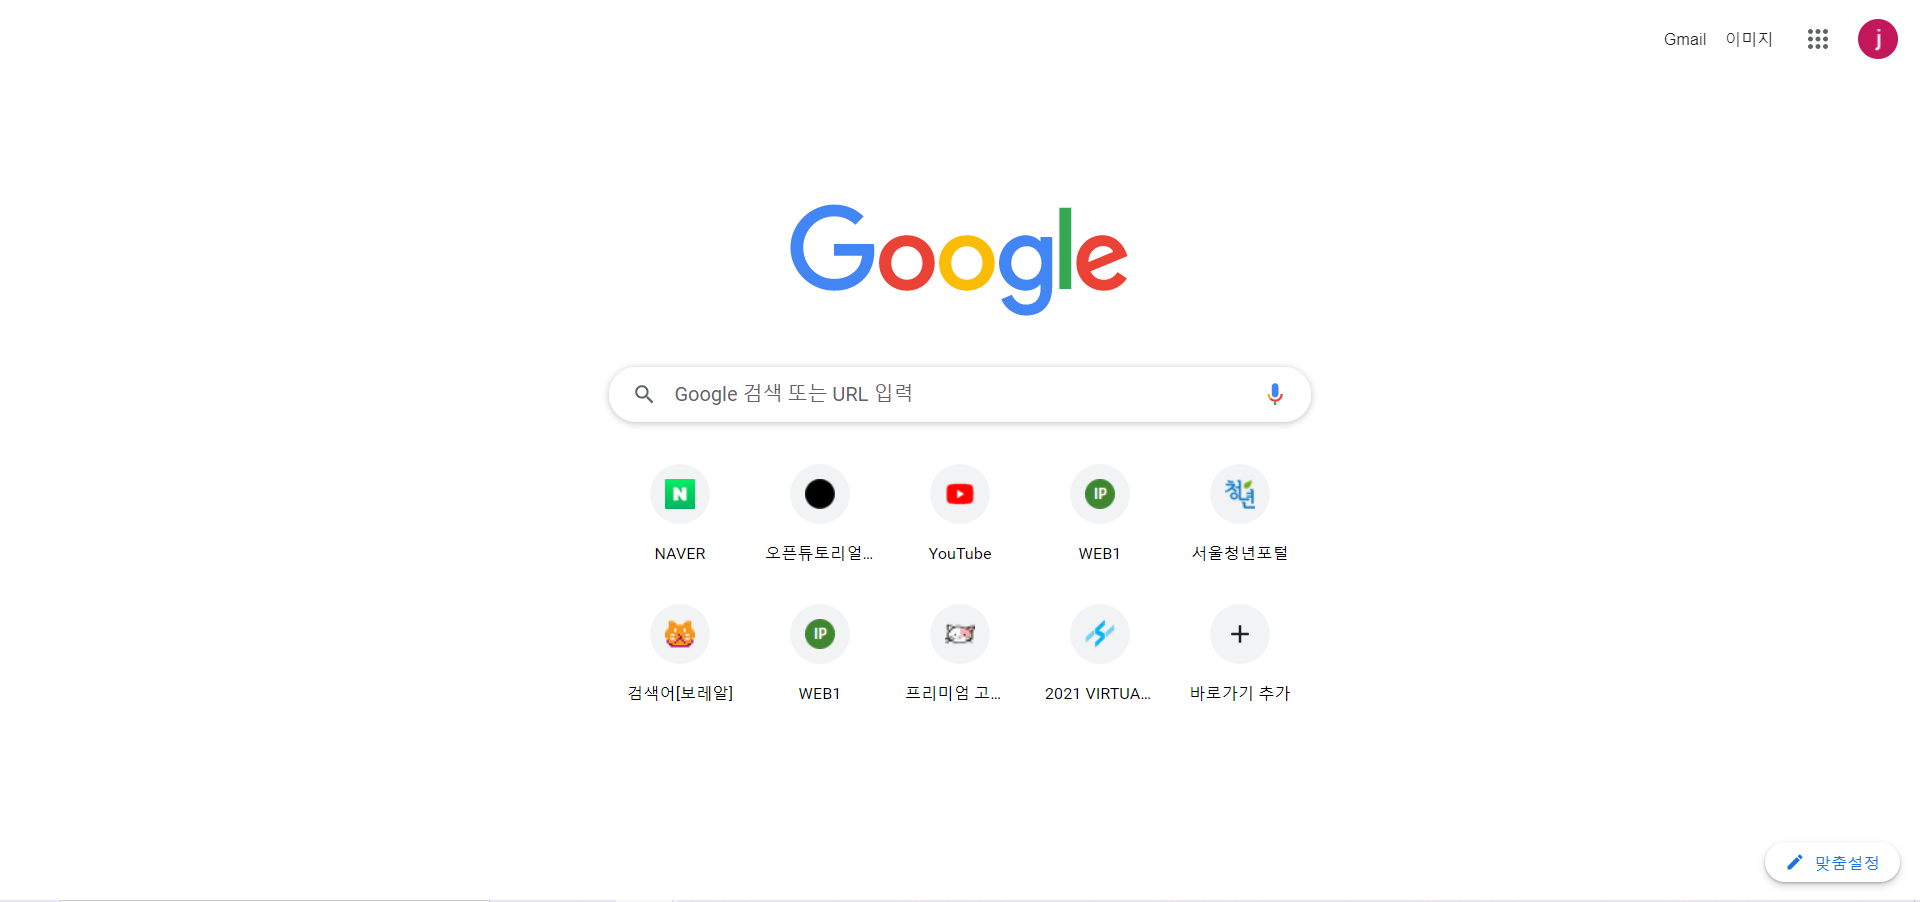 Gmail 이미지
j
Google
Google 검색 또는 URL 입력
N IP 청년
NAVER 오픈튜토리얼... YouTube WEB1 서울청년포털
IP
검색어[보레알] WEB1 프리미엄 고... 2021 VIRTUA... 바로가기 추가
맞춤설정